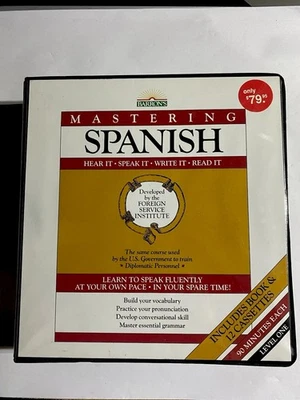 only
$79.95
BARRON'S
MASTERING
SPANISH
HEAR IT • SPEAK IT • WRITE IT • READ IT
Developed
by the
FOREIGN
SERVICE
INSTITUTE
The same course used
by the U.S. Government to train
• Diplomatic Personnel •
LEARN TO SPEAK FLUENTLY
AT YOUR OWN PACE • IN YOUR SPARE TIME!
Build your vocabulary
Practice your pronunciation
Develop conversational skill
Master essential grammar
INCLUDES BOOK &
12 CASSETTES
90 MINUTES EACH
LEVEL ONE